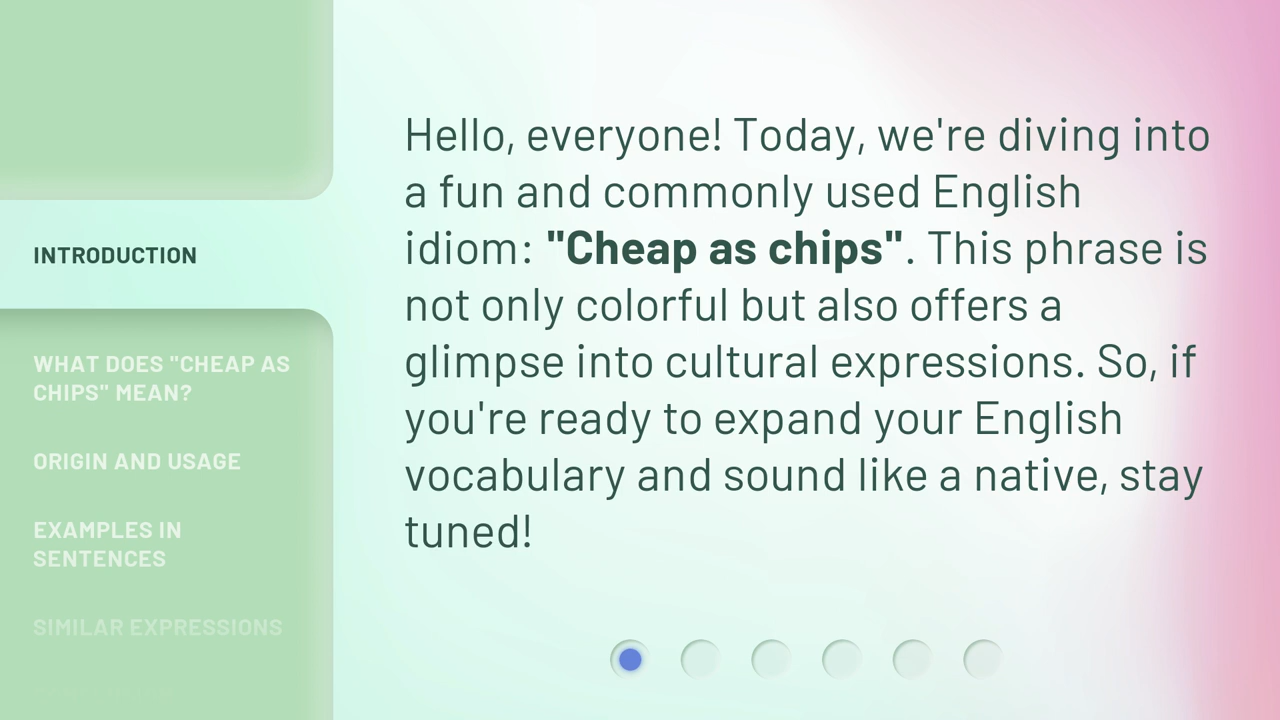 INTRODUCTION
WHAT DOES "CHEAP AS
CHIPS" MEAN?
ORIGIN AND USAGE
EXAMPLES IN
SENTENCES
SIMILAR EXPRESSIONS
Hello, everyone! Today, we're diving into
a fun and commonly used English
idiom: "Cheap as chips". This phrase is
not only colorful but also offers a
glimpse into cultural expressions. So, if
you're ready to expand your English
vocabulary and sound like a native, stay
tuned!